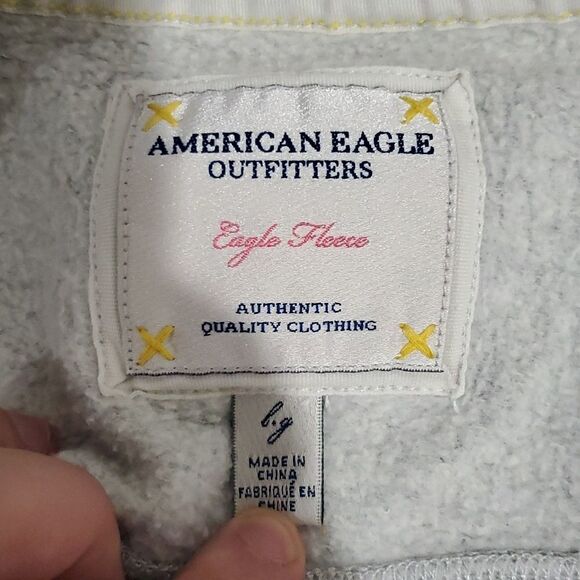 AMERICAN EAGLE
OUTFITTERS
Eagle Fleece
AUTHENTIC
QUALITY CLOTHING
l.g
MADE IN
CHINA
FABRIQUÉ EN
CHINE